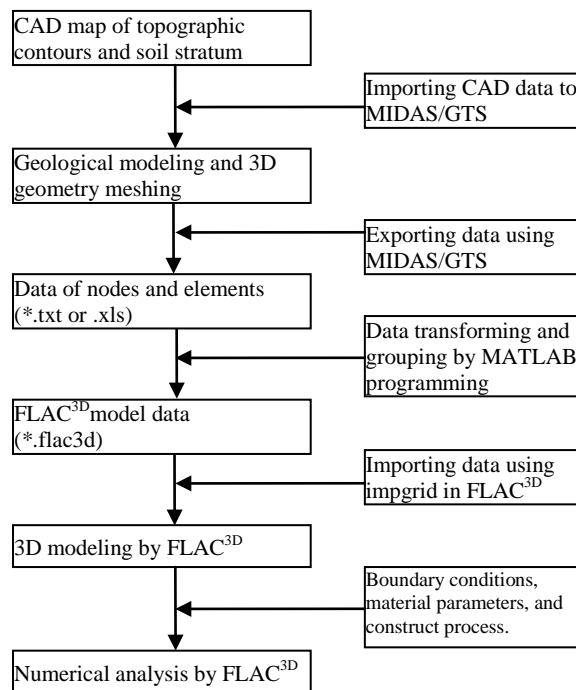 CAD map of topographic
contours and soil stratum
Importing CAD data to
MIDAS/GTS
Geological modeling and 3D
geometry meshing
Exporting data using
MIDAS/GTS
Data of nodes and elements
(*.txt or .xls)
Data transforming and
grouping by MATLAB
programming
FLAC3D model data
(*.flac3d)
Importing data using
impgrid in FLAC3D
3D modeling by FLAC3D
Boundary conditions,
material parameters, and
construct process.
Numerical analysis by FLAC3D